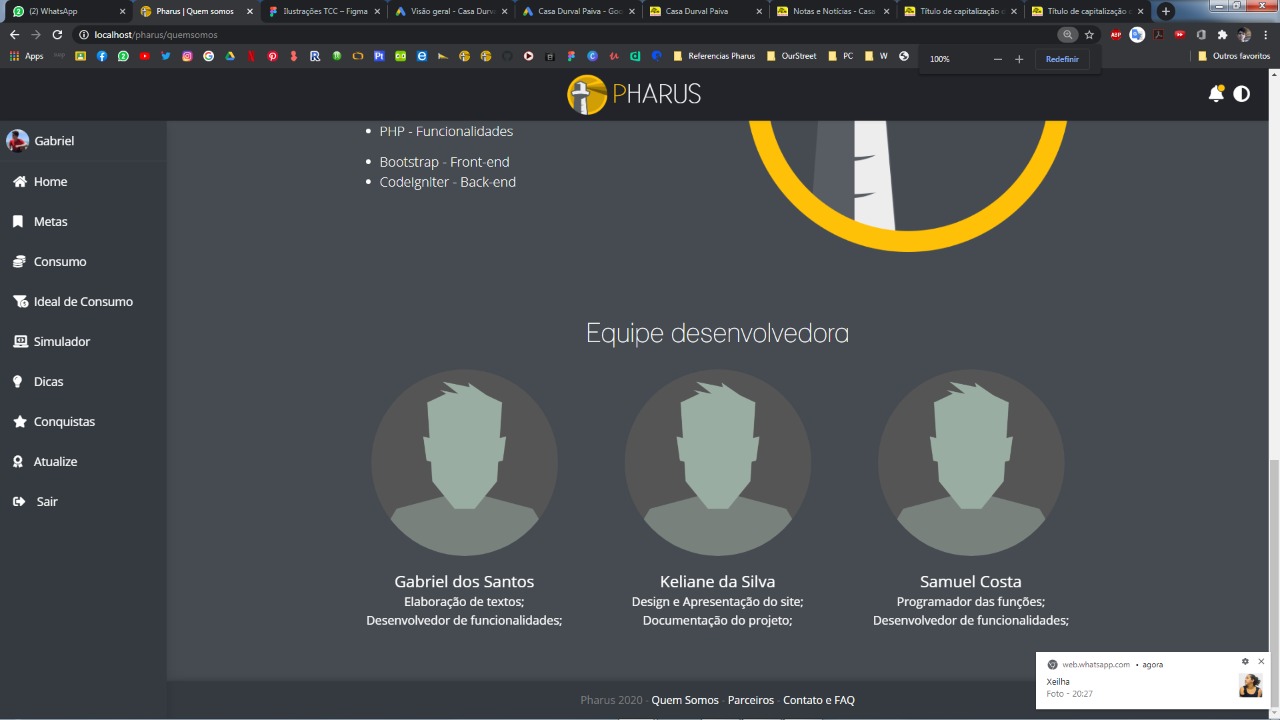 (2) WhatsApp
Pharus | Quem somos
Ilustrações TCC – Figma
Visão geral - Casa Durva
Casa Durval Paiva - Goo
Casa Durval Paiva
Notas e Notícias - Casa
Título de capitalização
Título de capitalização
localhost/pharus/quemsomos
Apps
Referencias Pharus
OurStreet
PC
W
Outros favoritos
100%
Redefinir
PHARUS
Gabriel
Home
Metas
Consumo
Ideal de Consumo
Simulador
Dicas
Conquistas
Atualize
Sair
PHP - Funcionalidades
Bootstrap - Front-end
CodeIgniter - Back-end
Equipe desenvolvedora
Gabriel dos Santos
Elaboração de textos;
Desenvolvedor de funcionalidades;
Keliane da Silva
Design e Apresentação do site;
Documentação do projeto;
Samuel Costa
Programador das funções;
Desenvolvedor de funcionalidades;
web.whatsapp.com • agora
Xeilha
Foto - 20:27
Pharus 2020 - Quem Somos - Parceiros - Contato e FAQ